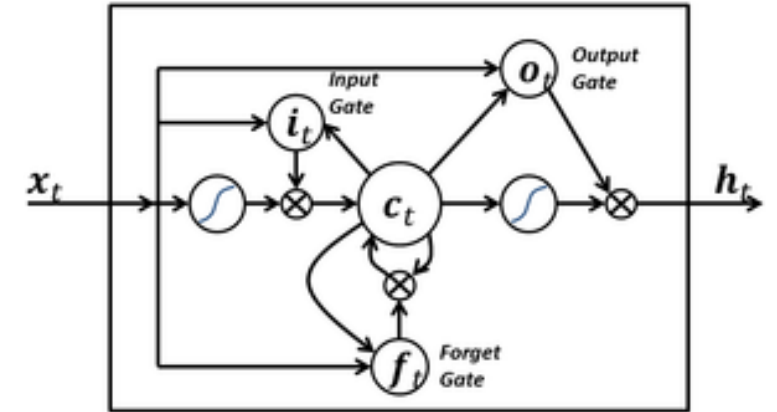 Output
Gate
o_t
Input
Gate
i_t
x_t
c_t
h_t
f_t
Forget
Gate